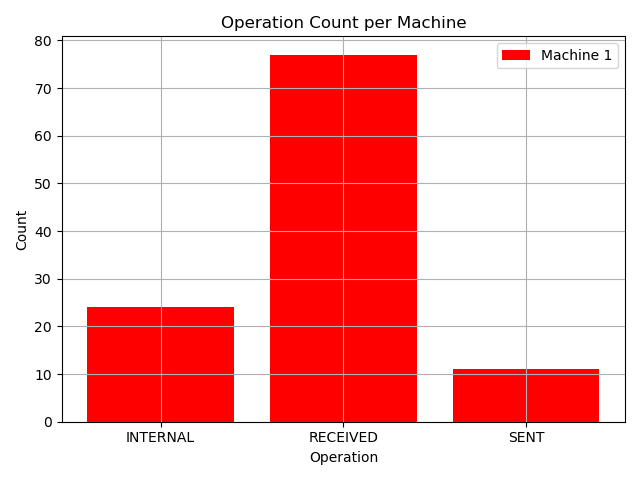 Operation Count per Machine
Machine 1
Count
80
70
60
50
40
30
20
10
0
INTERNAL RECEIVED SENT
Operation